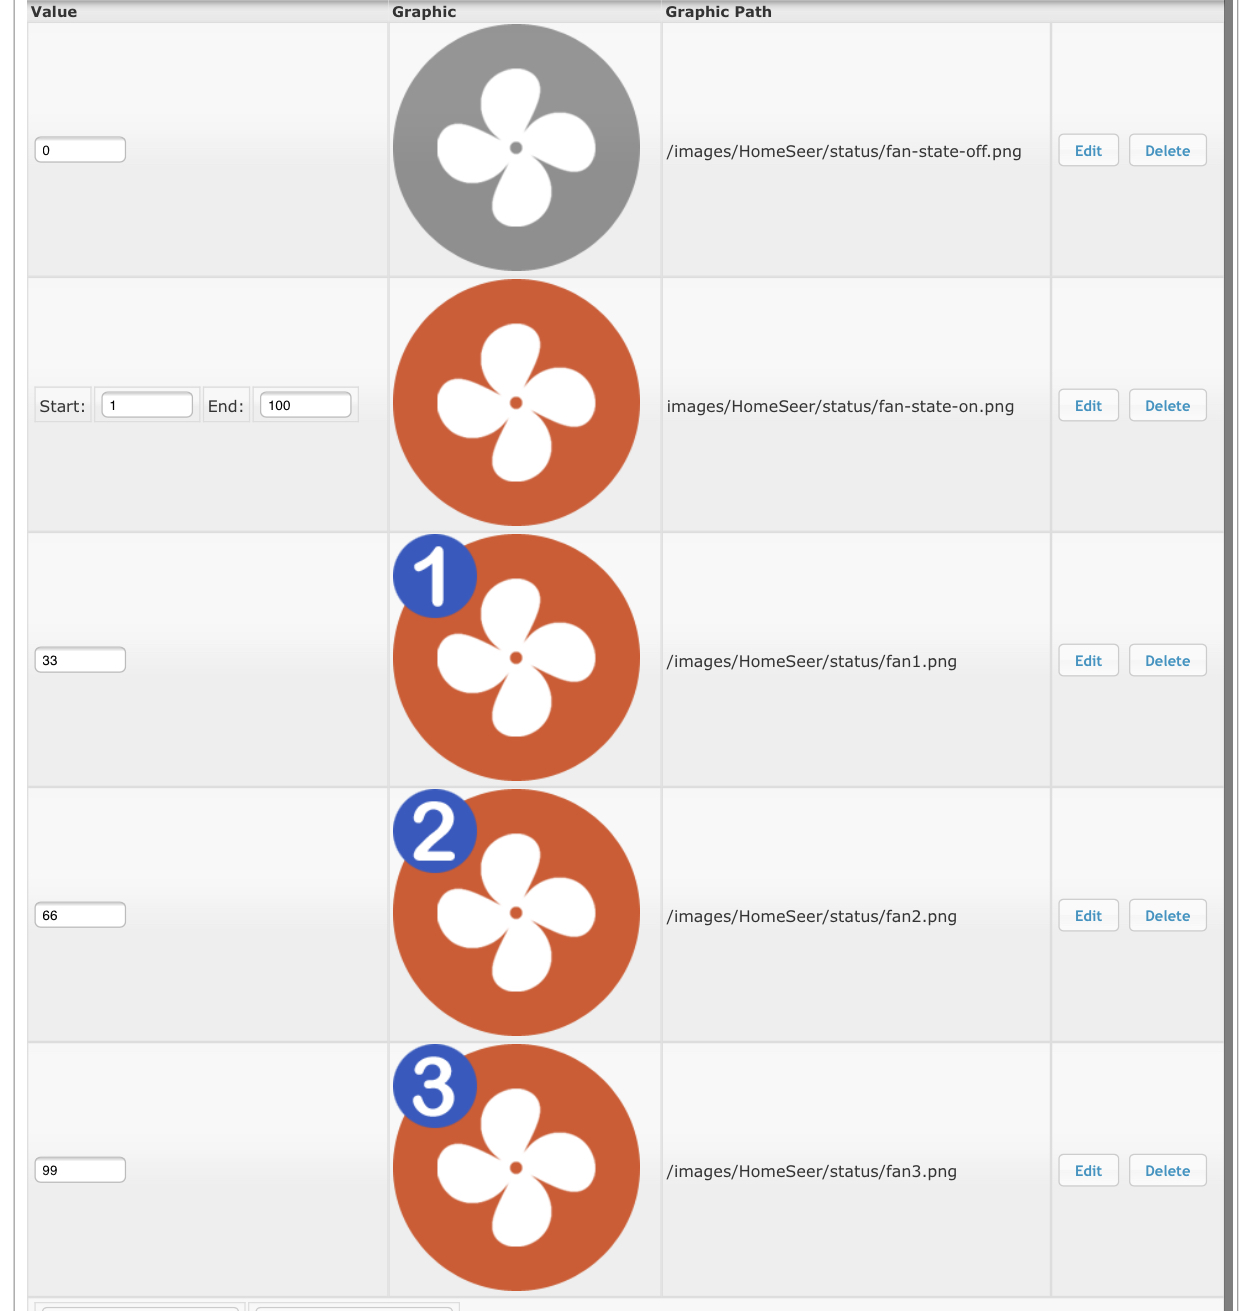 Value Graphic Graphic Path
0 /images/HomeSeer/status/fan-state-off.png Edit Delete
Start: 1 End: 100 images/HomeSeer/status/fan-state-on.png Edit Delete
1
33 /images/HomeSeer/status/fan1.png Edit Delete
2
66 /images/HomeSeer/status/fan2.png Edit Delete
3
99 /images/HomeSeer/status/fan3.png Edit Delete